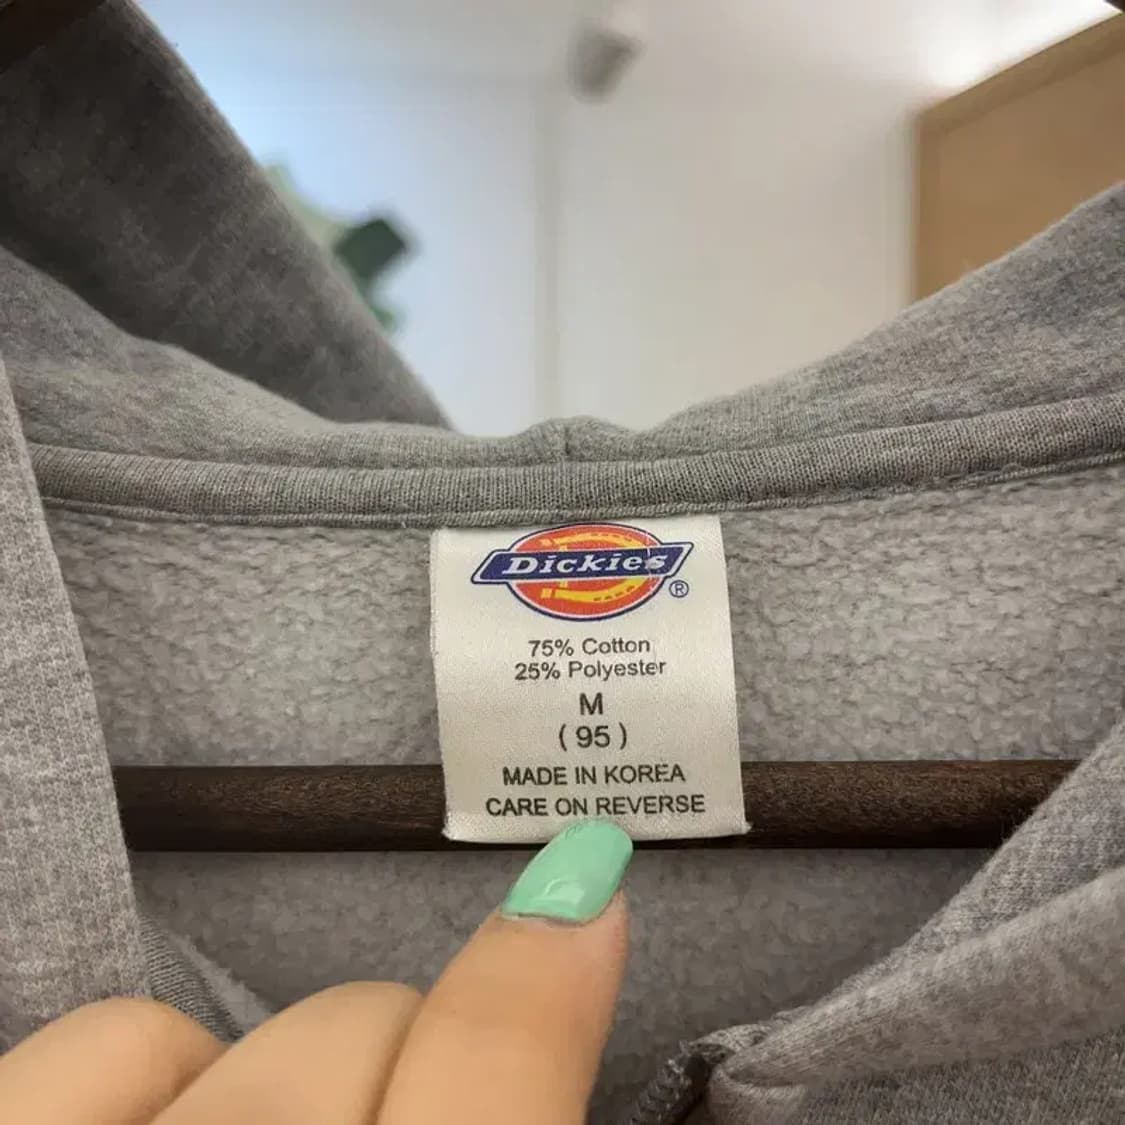 Dickies®
75% Cotton
25% Polyester
M
( 95 )
MADE IN KOREA
CARE ON REVERSE